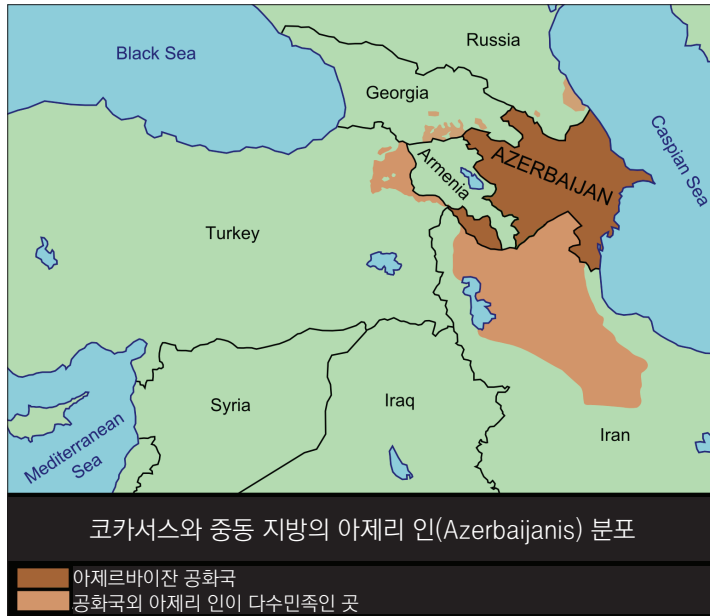 Russia
Black Sea
Georgia
Caspian Sea
AZERBAIJAN
Armenia
Turkey
Syria
Iraq
Iran
Mediterranean
Sea
코카서스와 중동 지방의 아제리 인(Azerbaijanis) 분포
아제르바이잔 공화국
공화국외 아제리 인이 다수민족인 곳